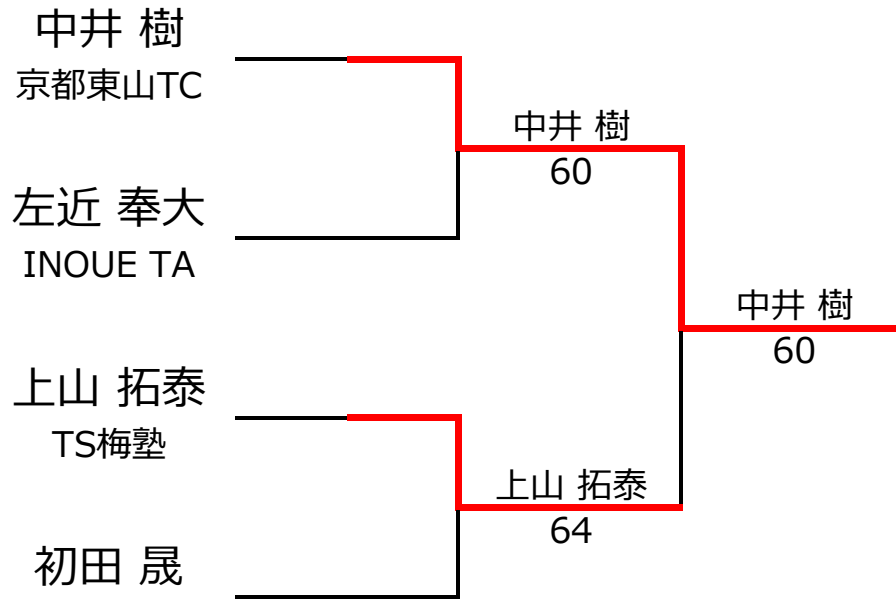 中井 樹
京都東山TC
中井 樹
60
左近 奉大
INOUE TA
中井 樹
60
上山 拓泰
TS梅塾
上山 拓泰
64
初田 晟